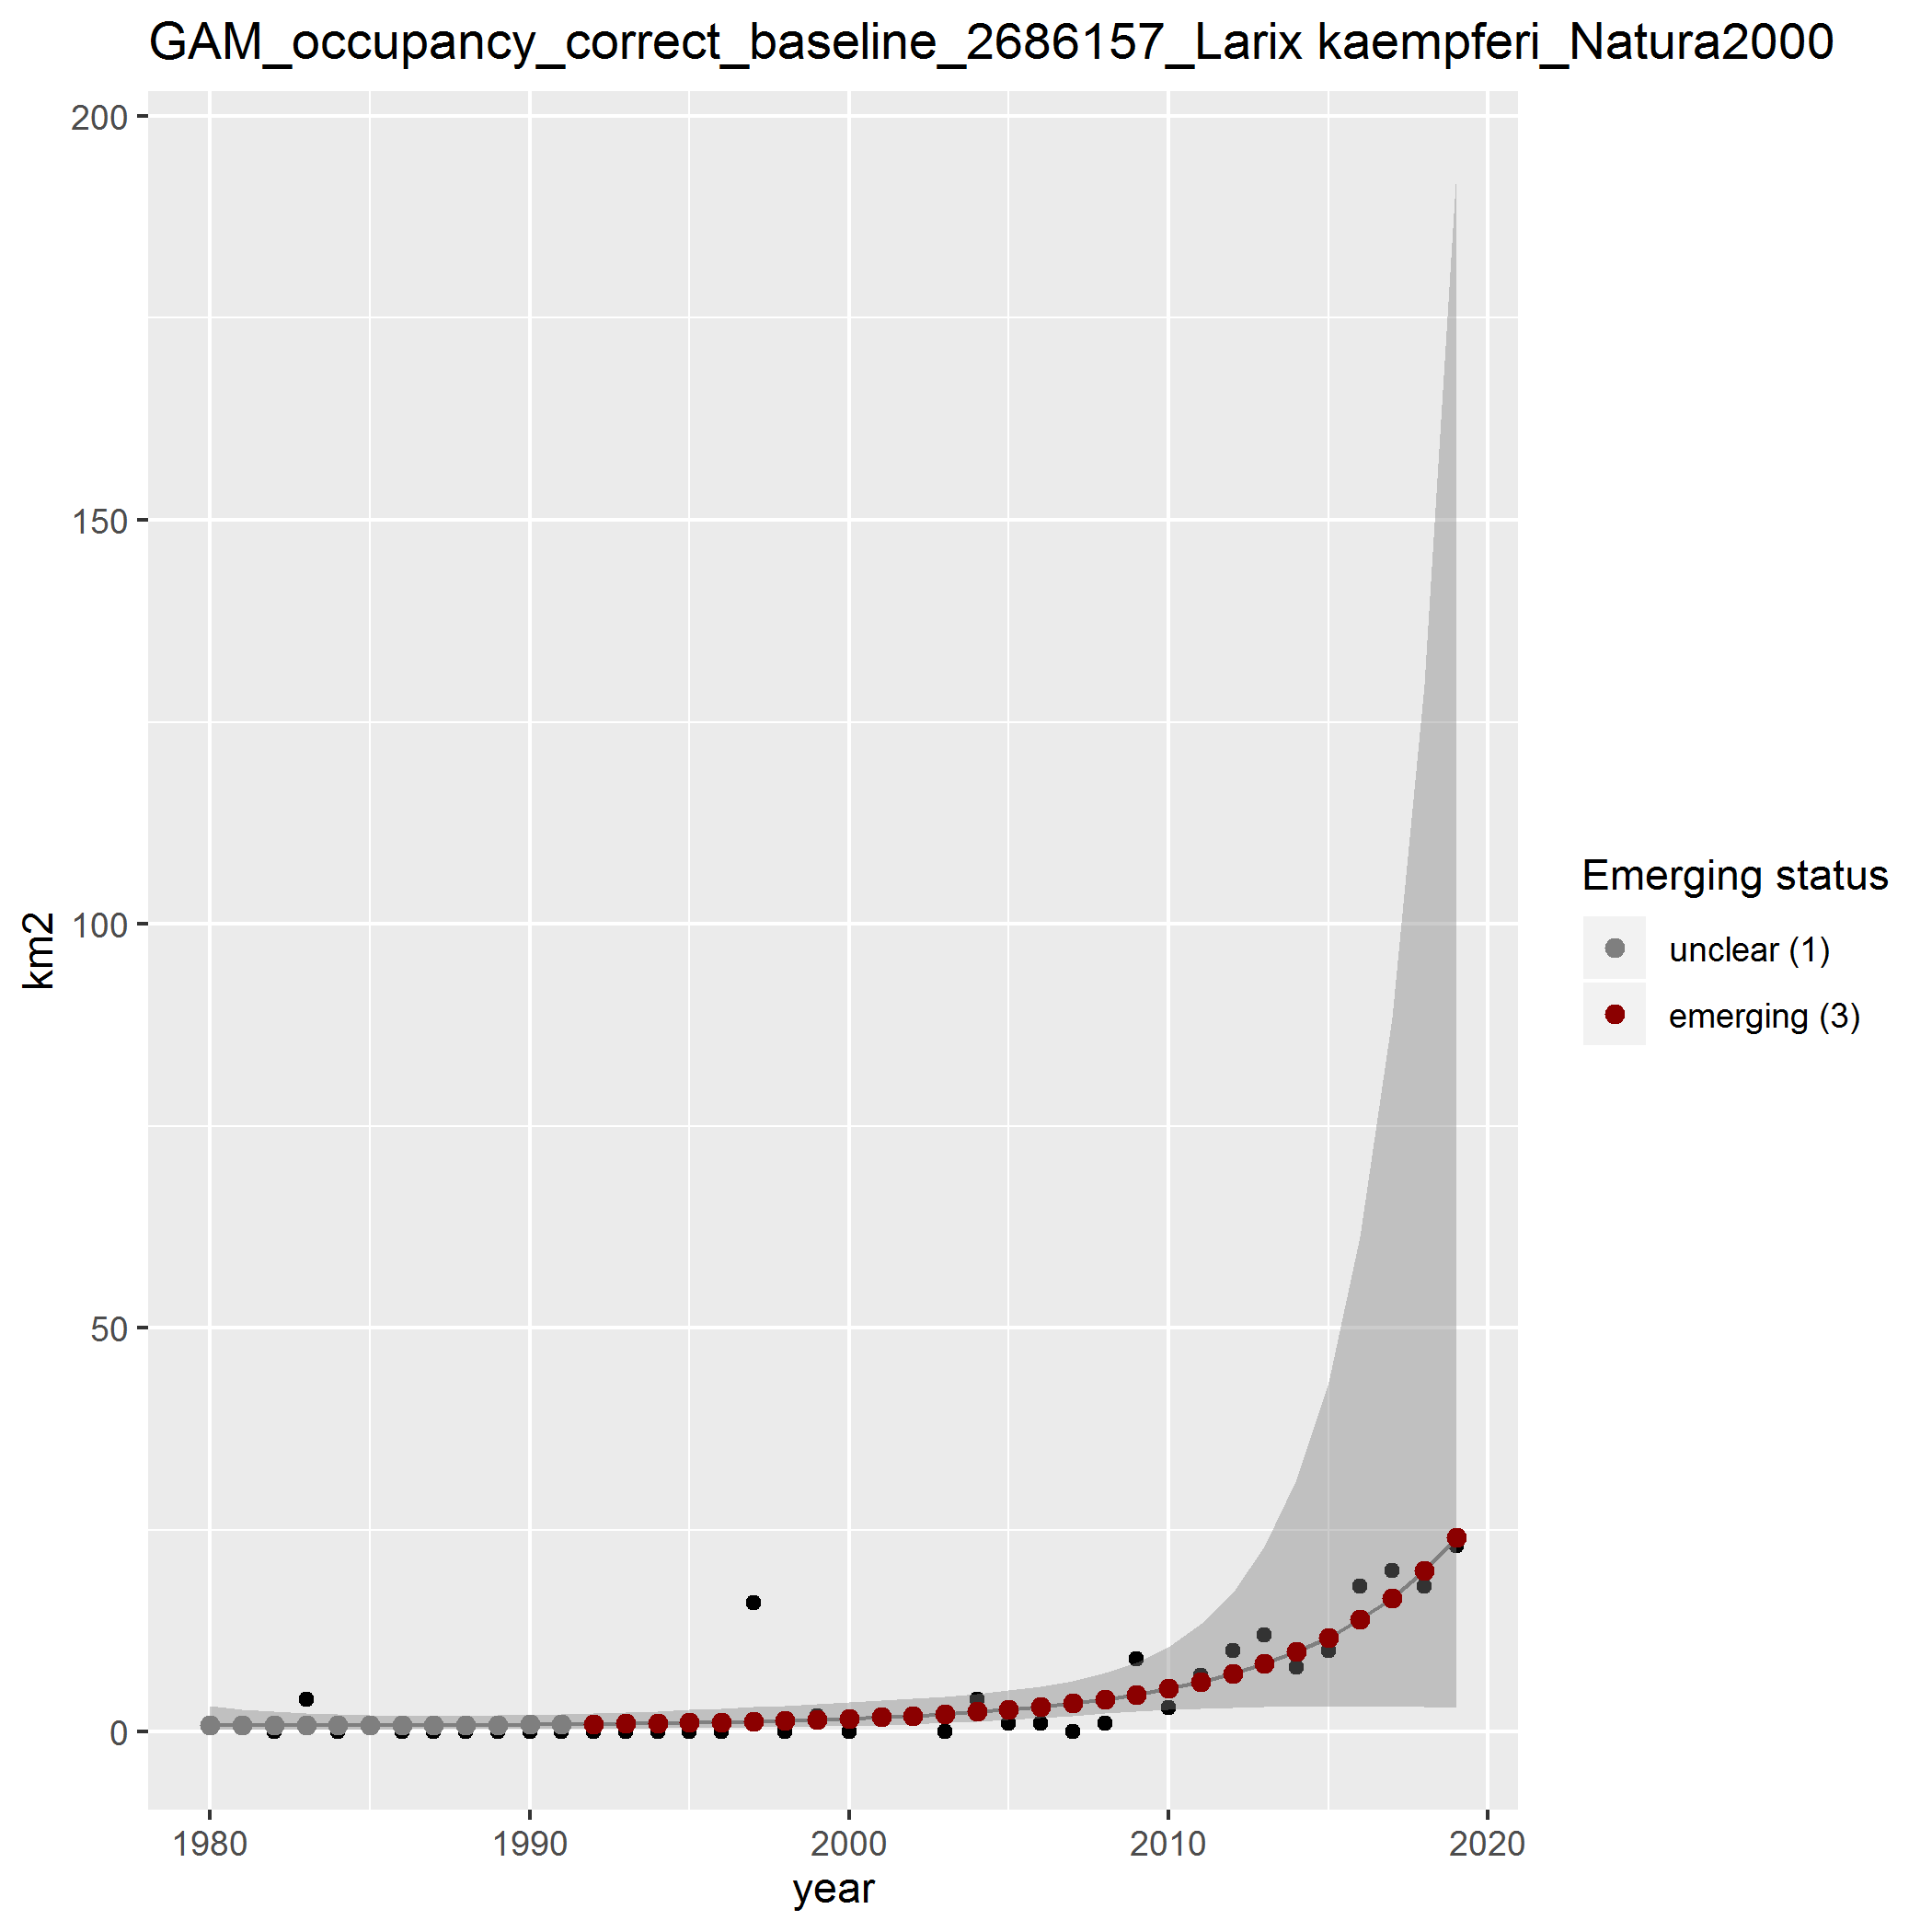 GAM_occupancy_correct_baseline_2686157_Larix kaempferi_Natura2000
200
150
100
50
0
km2
1980
1990
2000
2010
2020
year
Emerging status
unclear (1)
emerging (3)